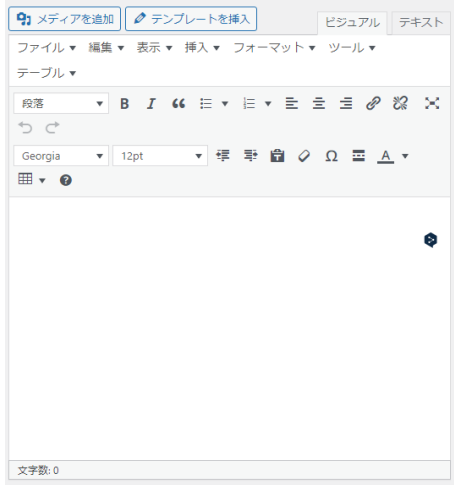 メディアを追加 テンプレートを挿入 ビジュアル テキスト
ファイル 編集 表示 挿入 フォーマット ツール
テーブル
段落 B I
Georgia 12pt Ω A
文字数: 0